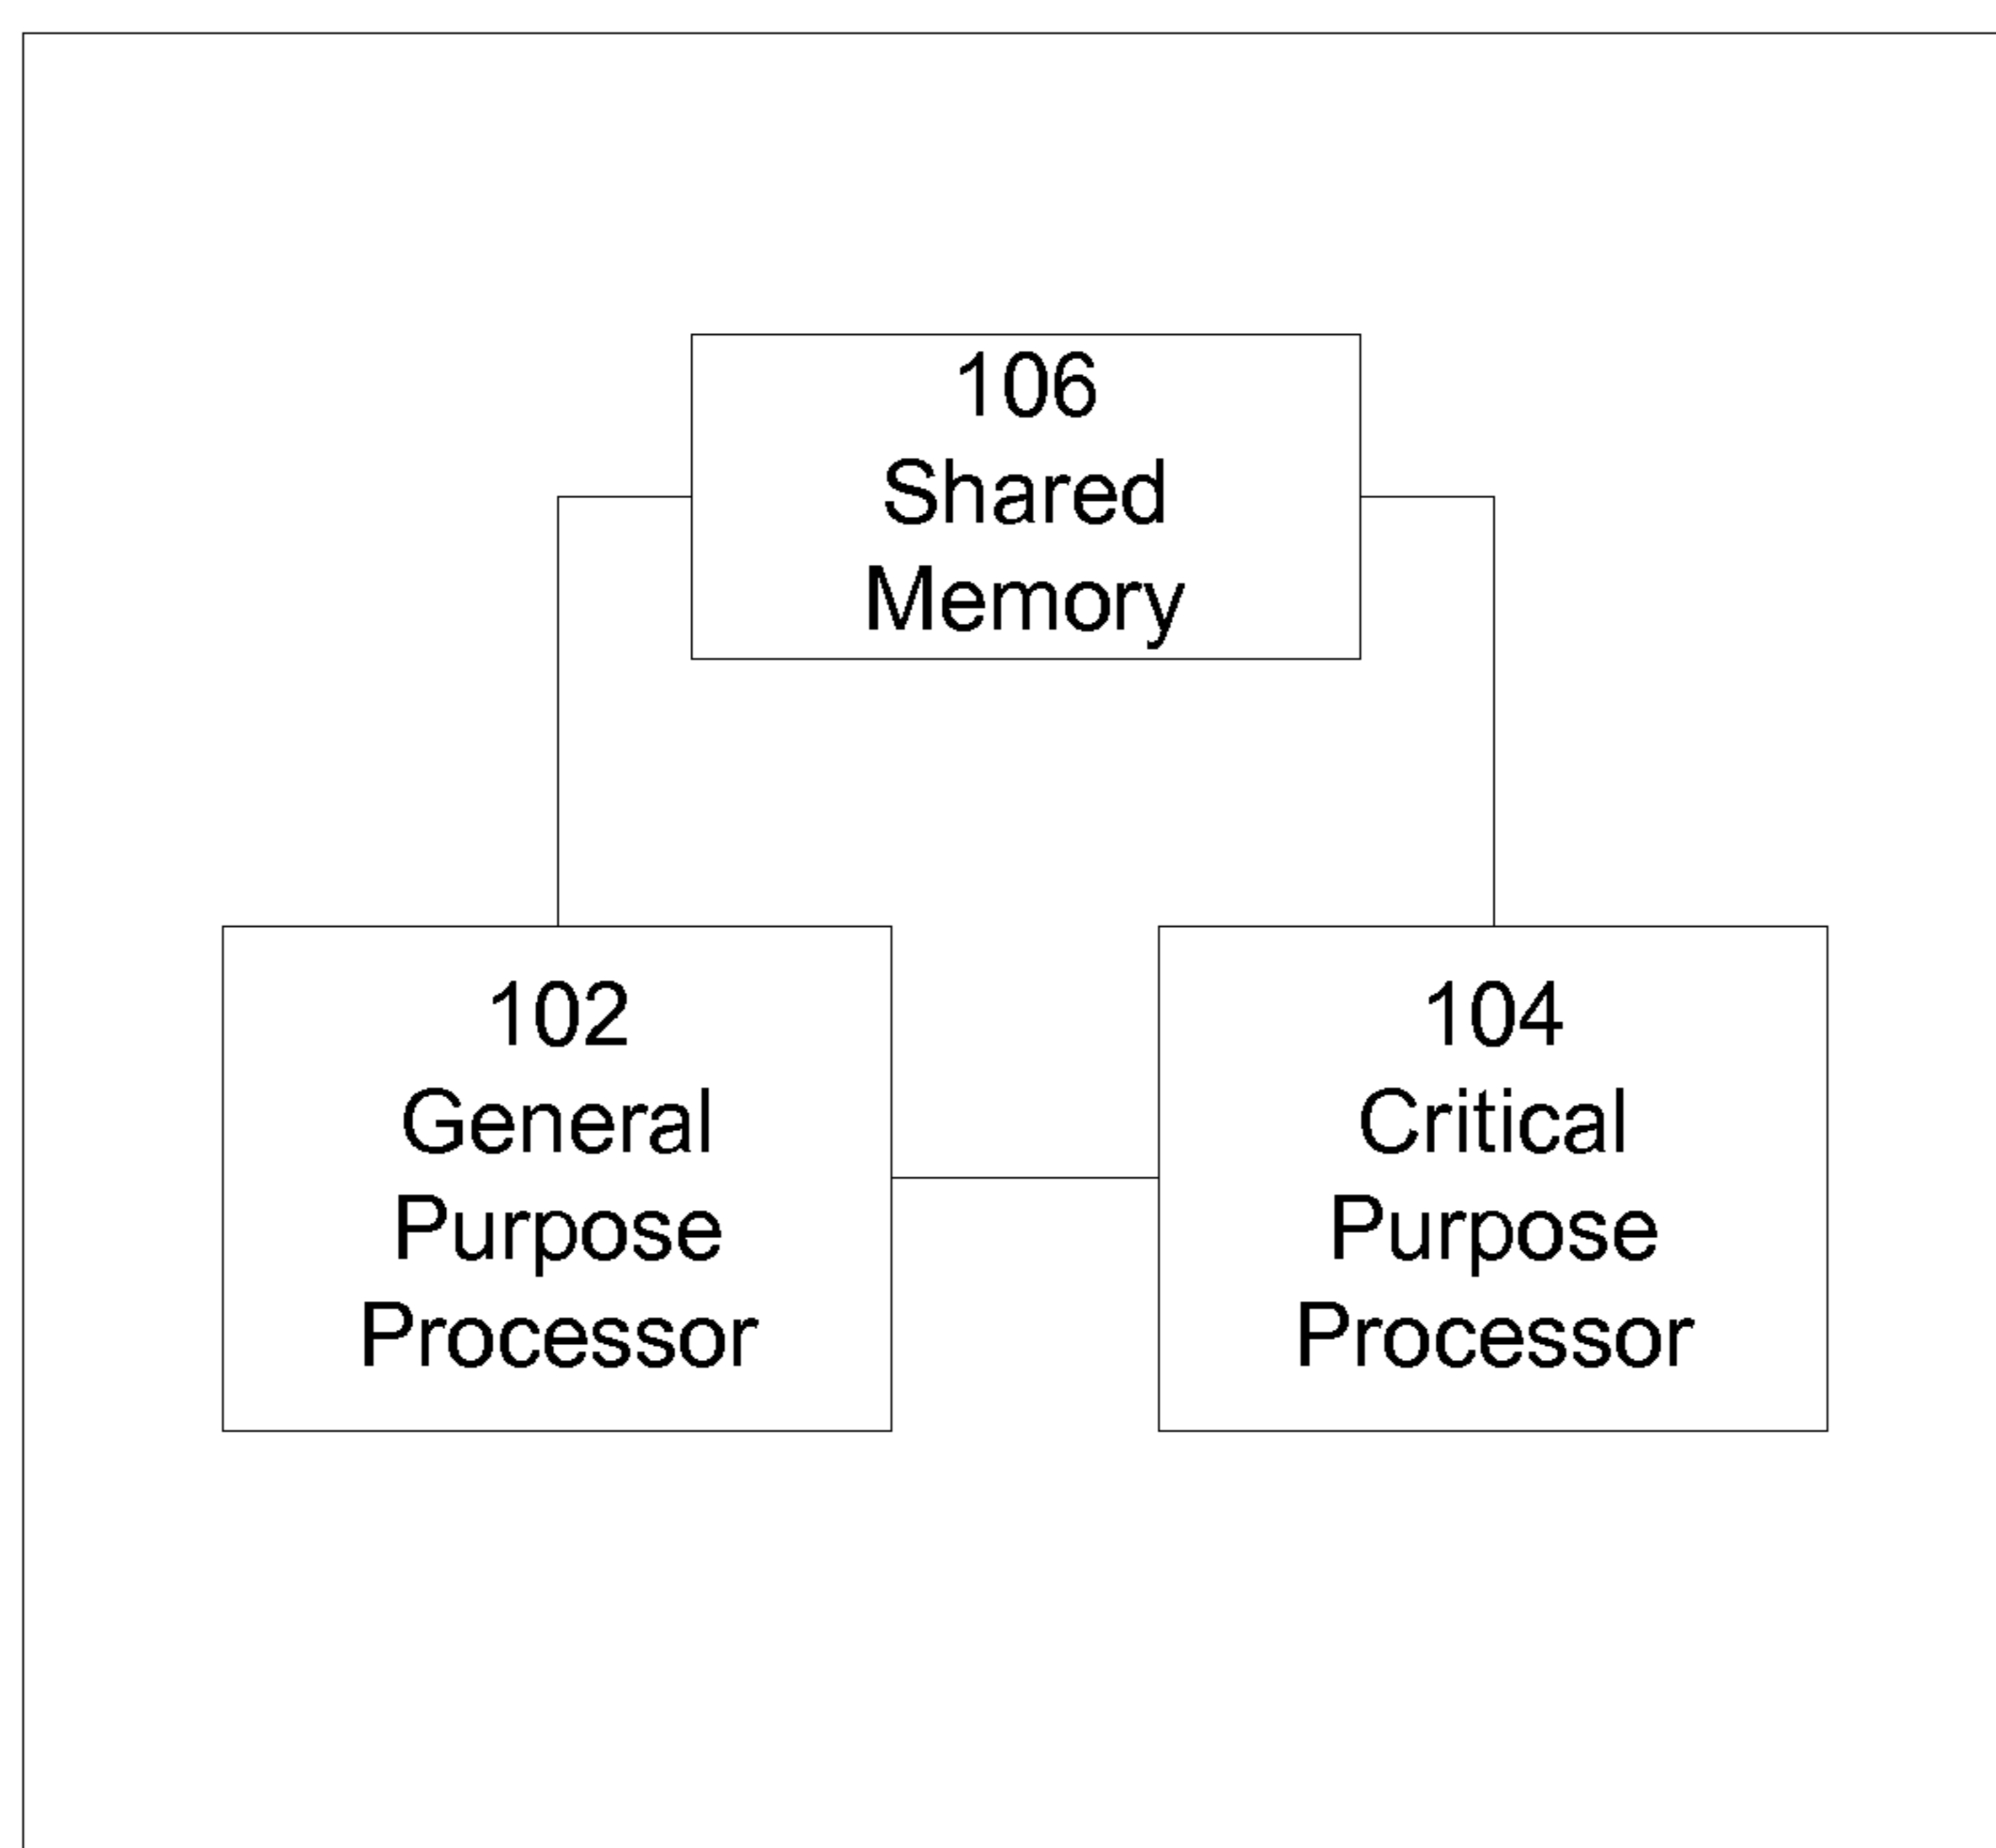 106
Shared
Memory
102
General
Purpose
Processor
104
Critical
Purpose
Processor